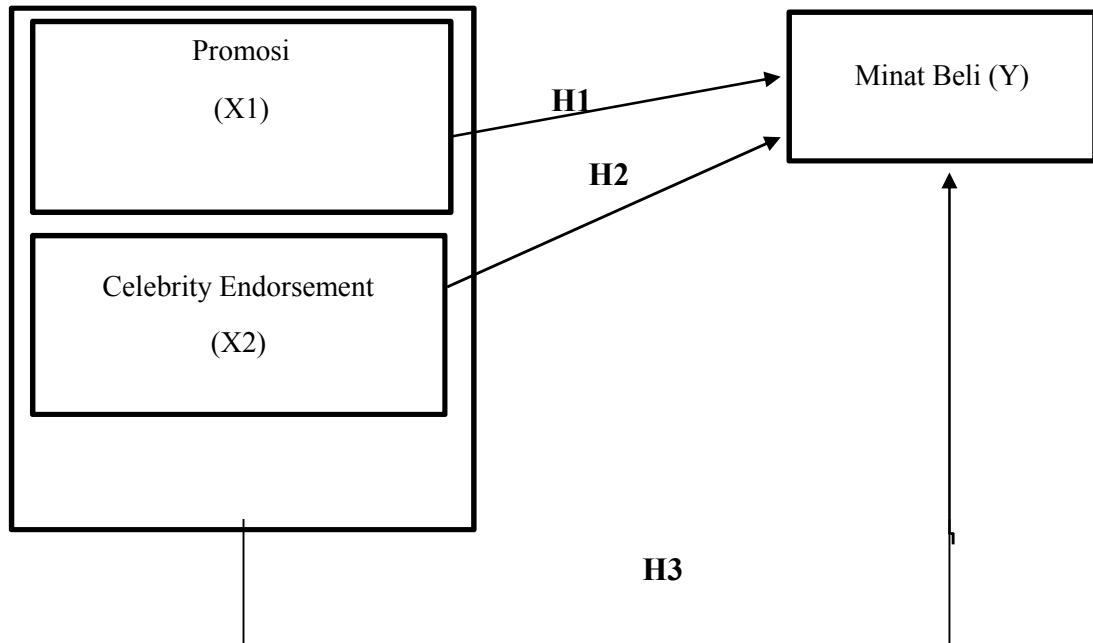 Promosi
(X1)
Minat Beli (Y)
H1
H2
Celebrity Endorsement
(X2)
H3